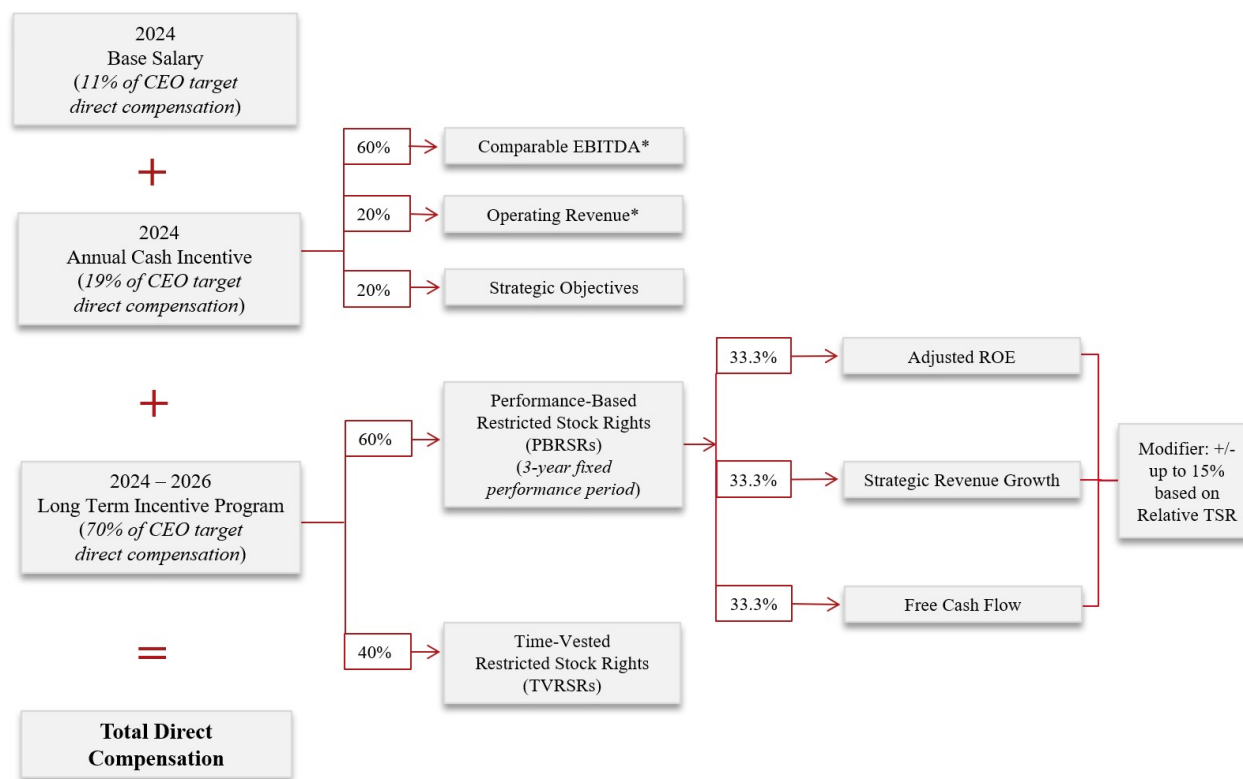 2024
Base Salary
(11% of CEO target
direct compensation)
+
2024
Annual Cash Incentive
(19% of CEO target
direct compensation)
60%
Comparable EBITDA*
20%
Operating Revenue*
20%
Strategic Objectives
+
2024 – 2026
Long Term Incentive Program
(70% of CEO target
direct compensation)
60%
Performance-Based
Restricted Stock Rights
(PBRSRs)
(3-year fixed
performance period)
33.3%
Adjusted ROE
33.3%
Strategic Revenue Growth
33.3%
Free Cash Flow
Modifier: +/-
up to 15%
based on
Relative TSR
40%
Time-Vested
Restricted Stock Rights
(TVRSRs)
=
Total Direct
Compensation